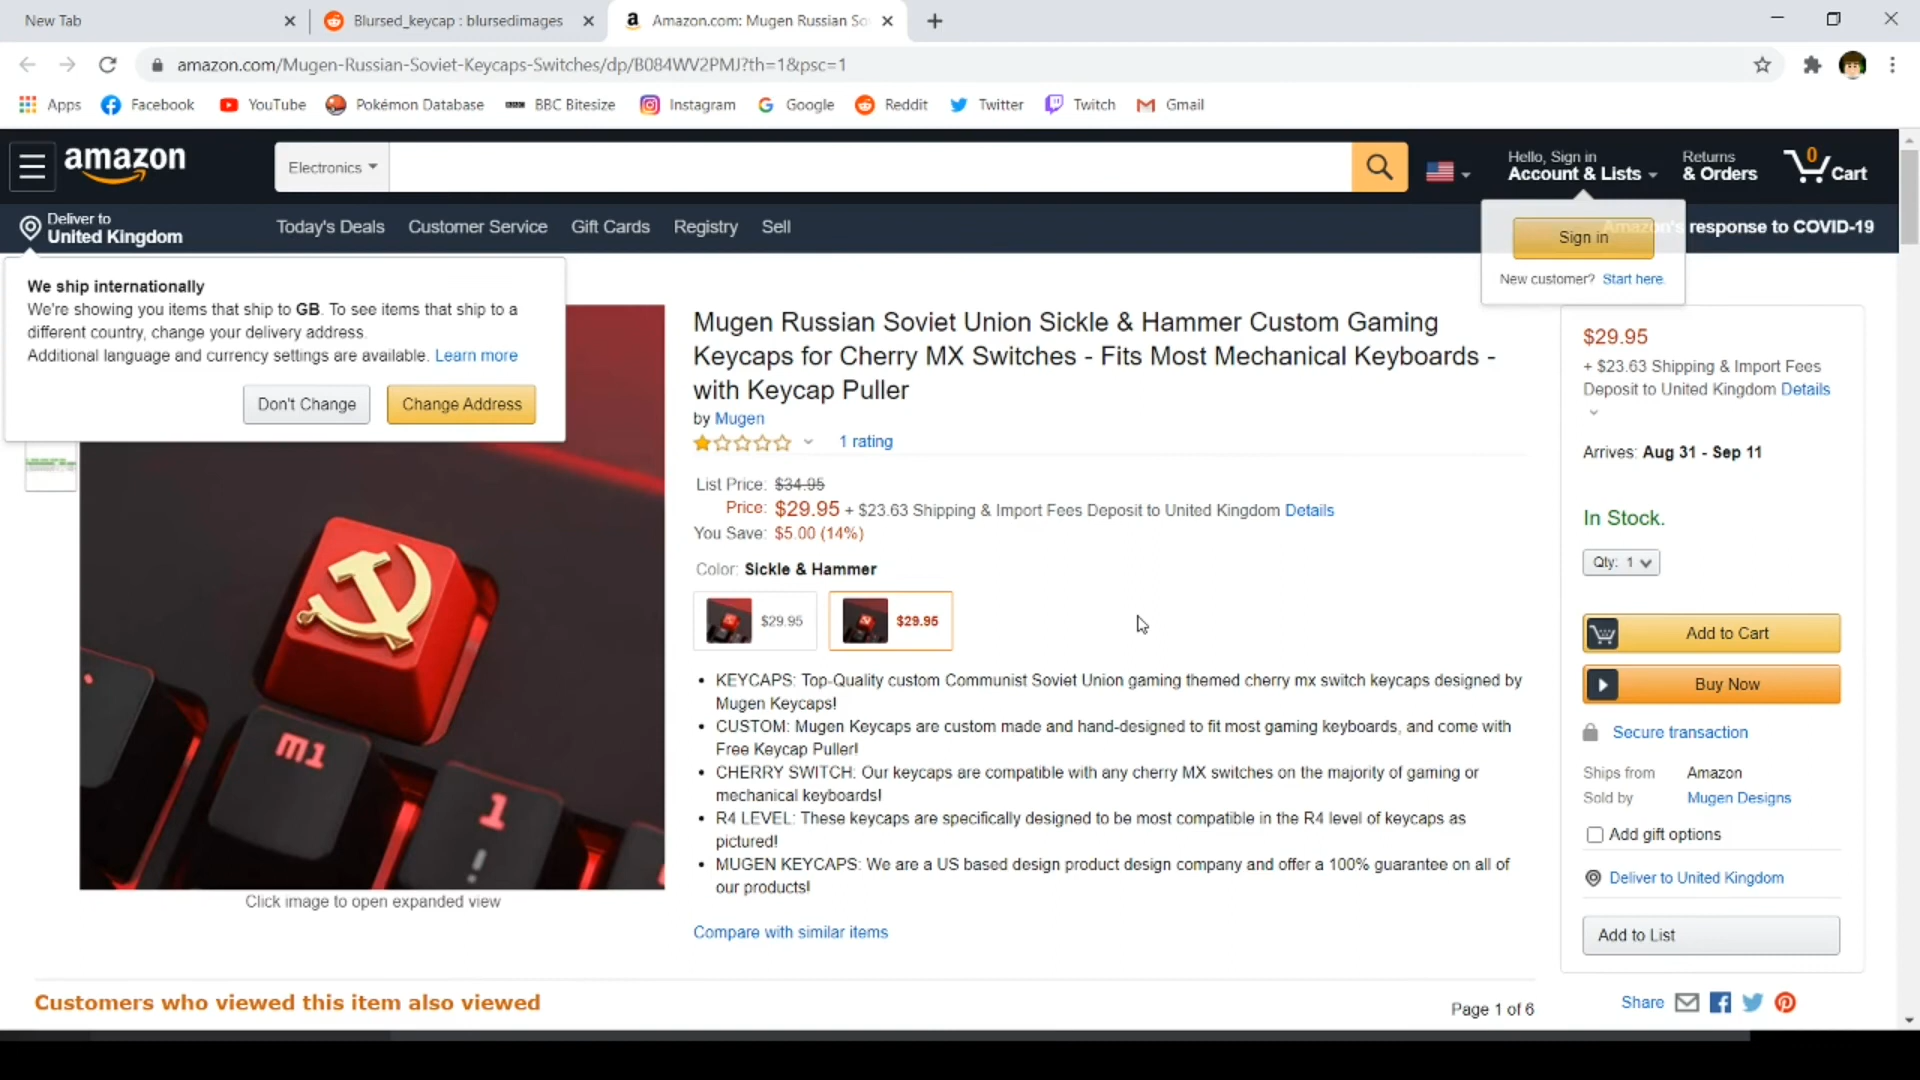 New Tab
Blursed_keycap : blursedimages
Amazon.com: Mugen Russian So
amazon.com/Mugen-Russian-Soviet-Keycaps-Switches/dp/B084WV2PMJ?th=1&psc=1
Apps
Facebook
YouTube
Pokémon Database
BBC Bitesize
Instagram
Google
Reddit
Twitter
Twitch
Gmail
amazon
Electronics
Hello, Sign in
Account & Lists
Returns
& Orders
0
Cart
Deliver to
United Kingdom
Today's Deals
Customer Service
Gift Cards
Registry
Sell
Amazon's response to COVID-19
Sign in
New customer? Start here.
We ship internationally
We're showing you items that ship to GB. To see items that ship to a
different country, change your delivery address.
Additional language and currency settings are available. Learn more
Don't Change
Change Address
m1
1
!
Click image to open expanded view
Mugen Russian Soviet Union Sickle & Hammer Custom Gaming
Keycaps for Cherry MX Switches - Fits Most Mechanical Keyboards -
with Keycap Puller
by Mugen
1 rating
List Price: $34.95
Price: $29.95 + $23.63 Shipping & Import Fees Deposit to United Kingdom Details
You Save: $5.00 (14%)
Color: Sickle & Hammer
$29.95
$29.95
• KEYCAPS: Top-Quality custom Communist Soviet Union gaming themed cherry mx switch keycaps designed by
Mugen Keycaps!
• CUSTOM: Mugen Keycaps are custom made and hand-designed to fit most gaming keyboards, and come with
Free Keycap Puller!
• CHERRY SWITCH: Our keycaps are compatible with any cherry MX switches on the majority of gaming or
mechanical keyboards!
• R4 LEVEL: These keycaps are specifically designed to be most compatible in the R4 level of keycaps as
pictured!
• MUGEN KEYCAPS: We are a US based design product design company and offer a 100% guarantee on all of
our products!
Compare with similar items
$29.95
+ $23.63 Shipping & Import Fees
Deposit to United Kingdom Details
Arrives: Aug 31 - Sep 11
In Stock.
Qty: 1
Add to Cart
Buy Now
Secure transaction
Ships from Amazon
Sold by Mugen Designs
Add gift options
Deliver to United Kingdom
Add to List
Share
Customers who viewed this item also viewed
Page 1 of 6